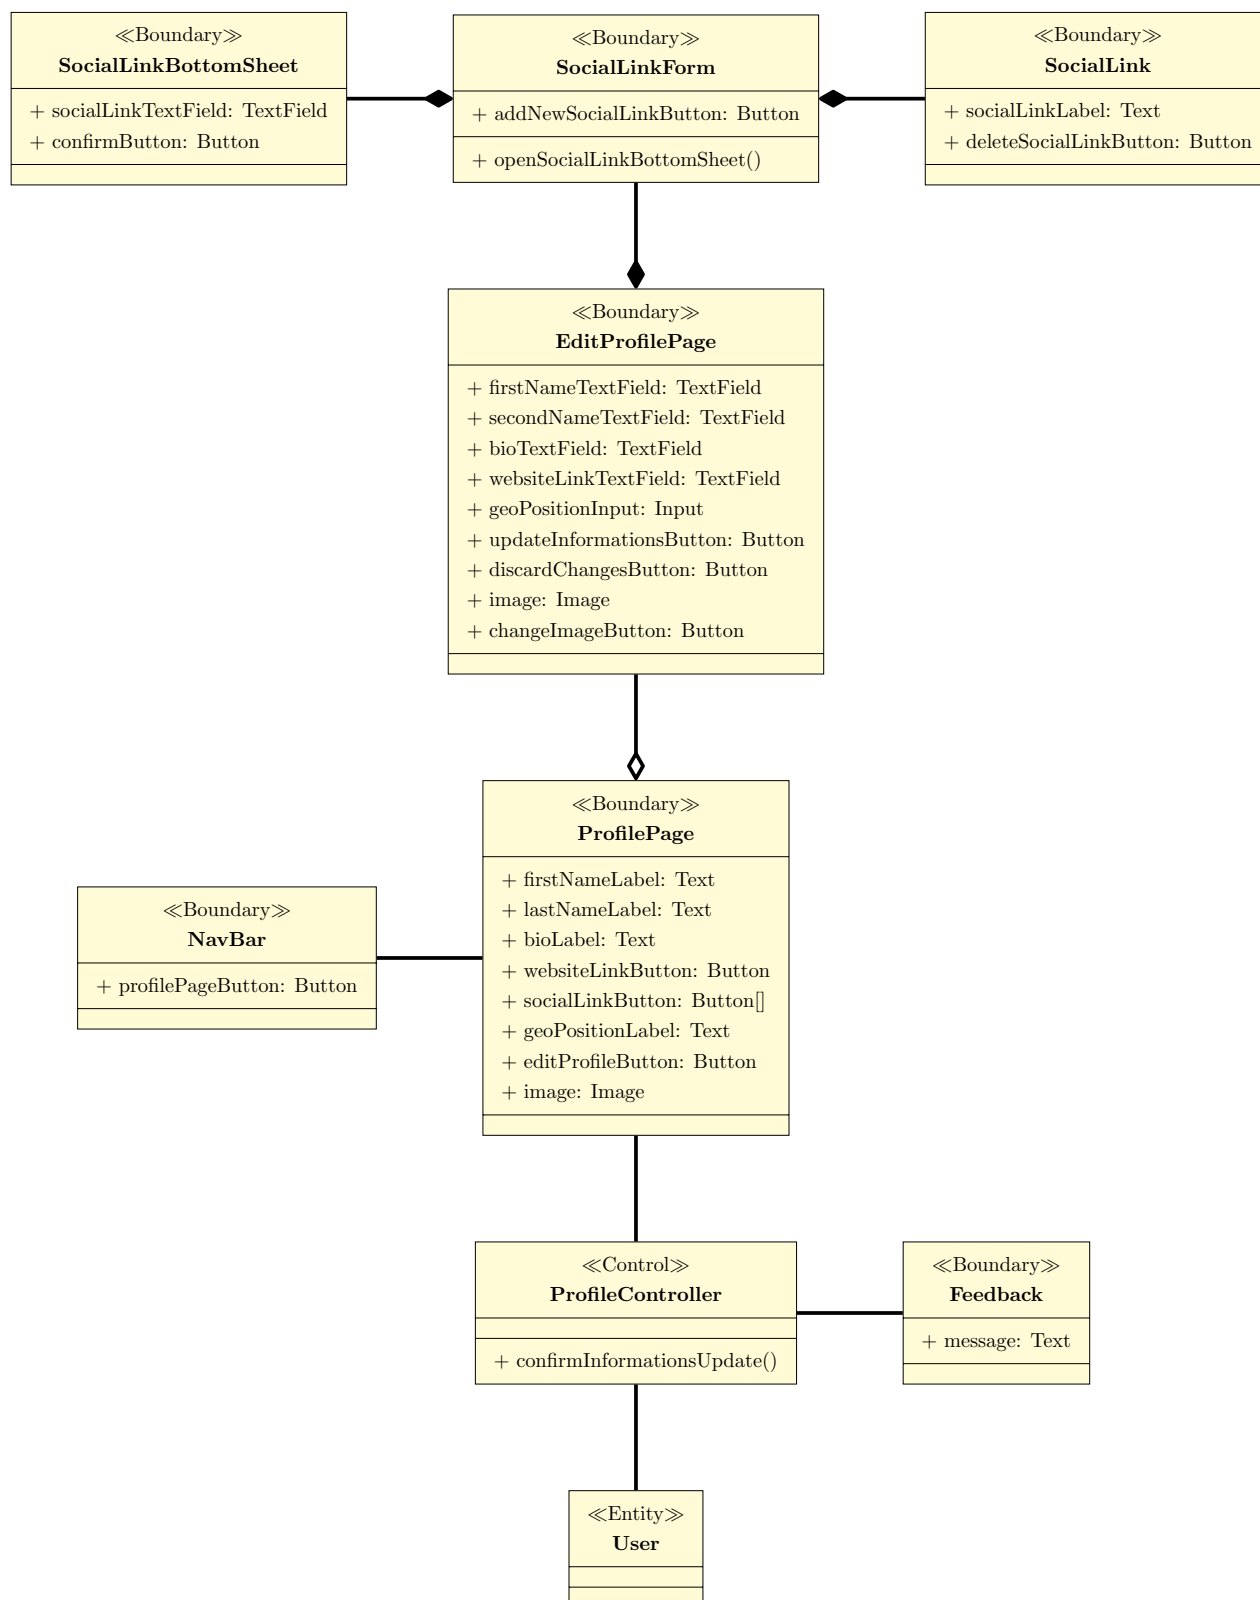 ≪Boundary≫
SocialLinkBottomSheet
+ socialLinkTextField: TextField
+ confirmButton: Button
≪Boundary≫
SocialLinkForm
+ addNewSocialLinkButton: Button
+ openSocialLinkBottomSheet()
≪Boundary≫
SocialLink
+ socialLinkLabel: Text
+ deleteSocialLinkButton: Button
≪Boundary≫
EditProfilePage
+ firstNameTextField: TextField
+ secondNameTextField: TextField
+ bioTextField: TextField
+ websiteLinkTextField: TextField
+ geoPositionInput: Input
+ updateInformationsButton: Button
+ discardChangesButton: Button
+ image: Image
+ changeImageButton: Button
≪Boundary≫
ProfilePage
+ firstNameLabel: Text
+ lastNameLabel: Text
+ bioLabel: Text
+ websiteLinkButton: Button
+ socialLinkButton: Button[]
+ geoPositionLabel: Text
+ editProfileButton: Button
+ image: Image
≪Boundary≫
NavBar
+ profilePageButton: Button
≪Control≫
ProfileController
+ confirmInformationsUpdate()
≪Boundary≫
Feedback
+ message: Text
≪Entity≫
User